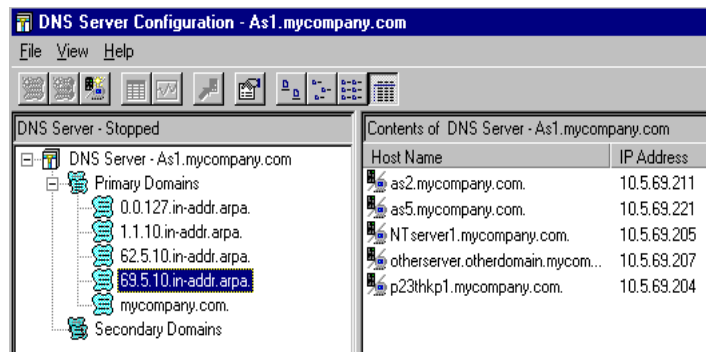 DNS Server Configuration - As1.mycompany.com
File View Help
DNS Server - Stopped
DNS Server - As1.mycompany.com
Primary Domains
0.0.127.in-addr.arpa.
1.1.10.in-addr.arpa.
62.5.10.in-addr.arpa.
69.5.10.in-addr.arpa.
mycompany.com.
Secondary Domains
Contents of DNS Server - As1.mycompany.com
Host Name IP Address
as2.mycompany.com. 10.5.69.211
as5.mycompany.com. 10.5.69.221
NTserver1.mycompany.com. 10.5.69.205
otherserver.otherdomain.mycom... 10.5.69.207
p23thkp1.mycompany.com. 10.5.69.204